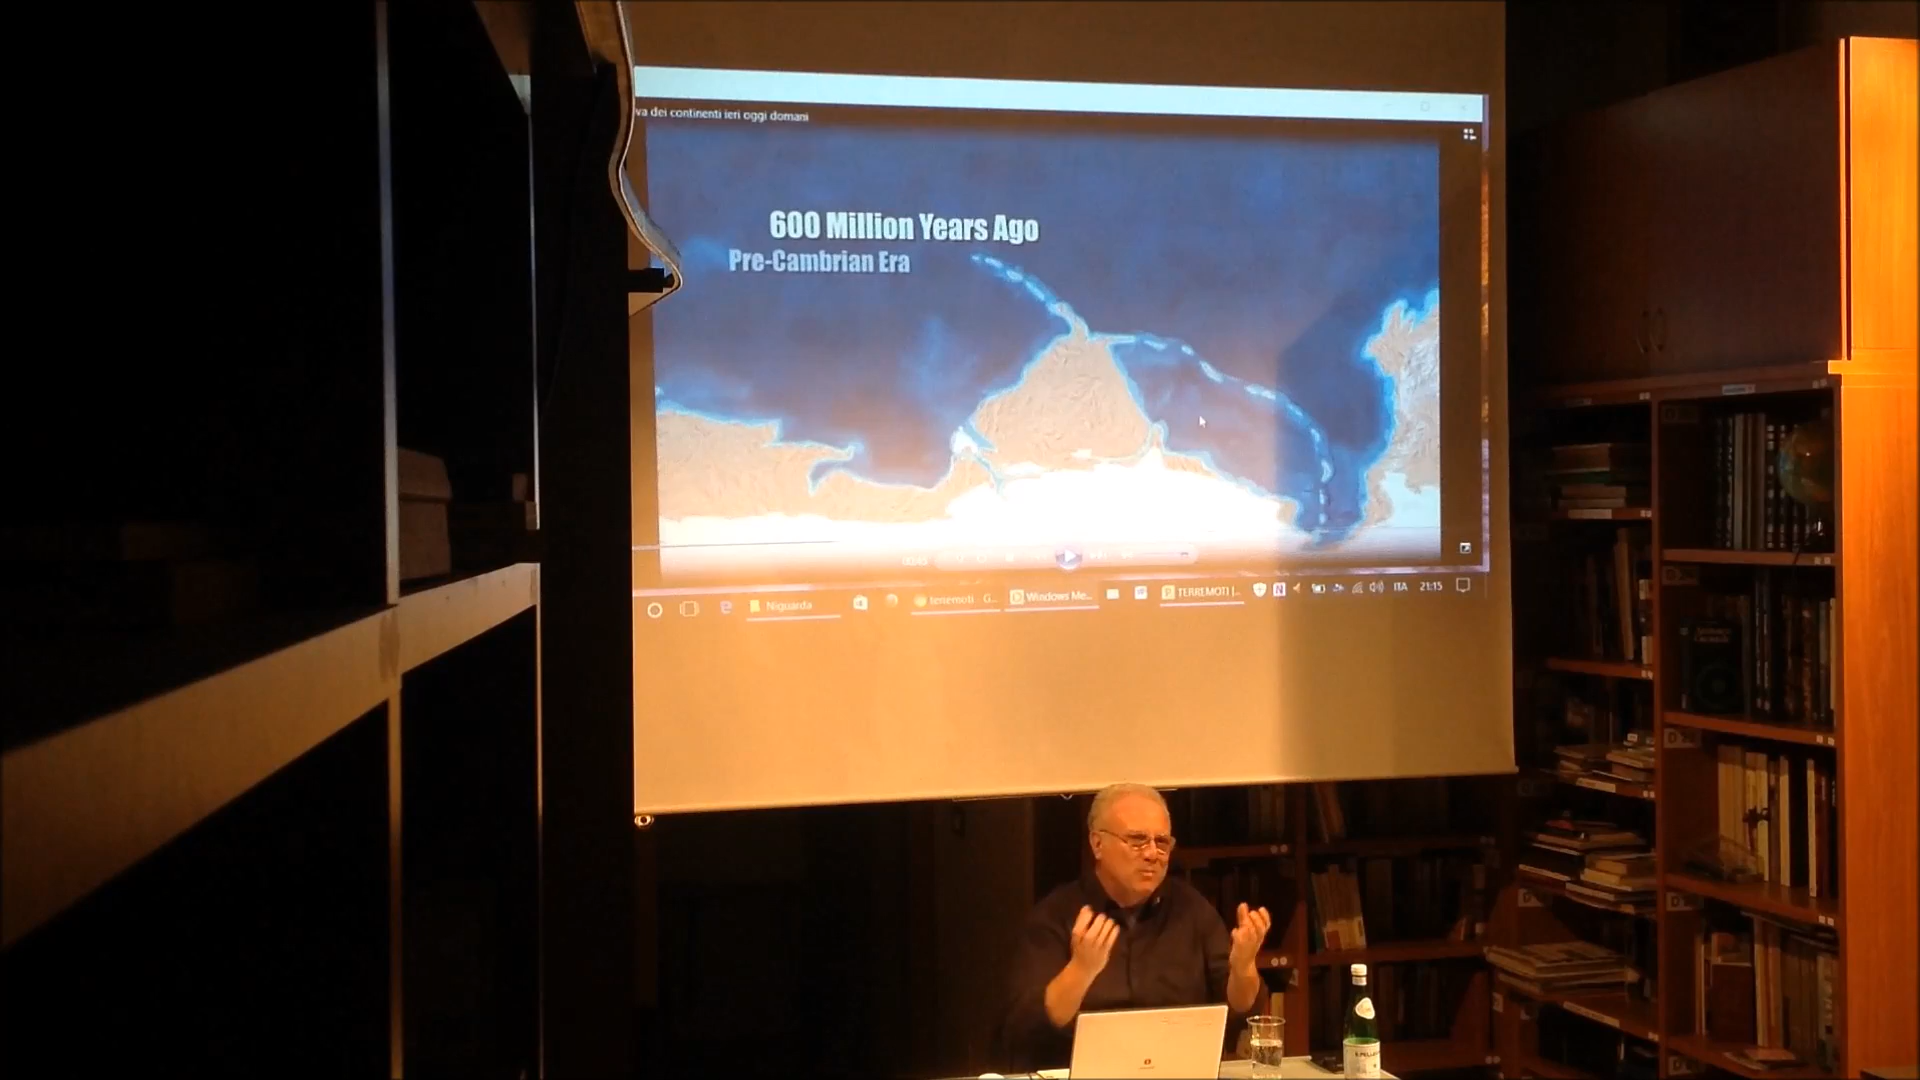 va dei continenti ieri oggi domani
600 Million Years Ago
Pre-Cambrian Era
Niguarda
terremoti G...
Windows Me...
TERREMOTI |...
ITA
21:15